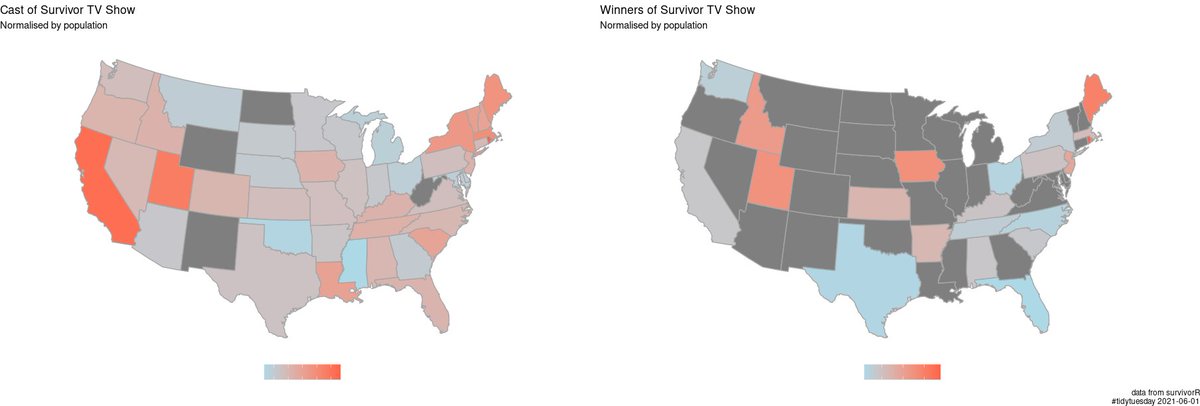 Cast of Survivor TV Show
Normalised by population
Winners of Survivor TV Show
Normalised by population
data from survivorR
#tidytuesday 2021-06-01